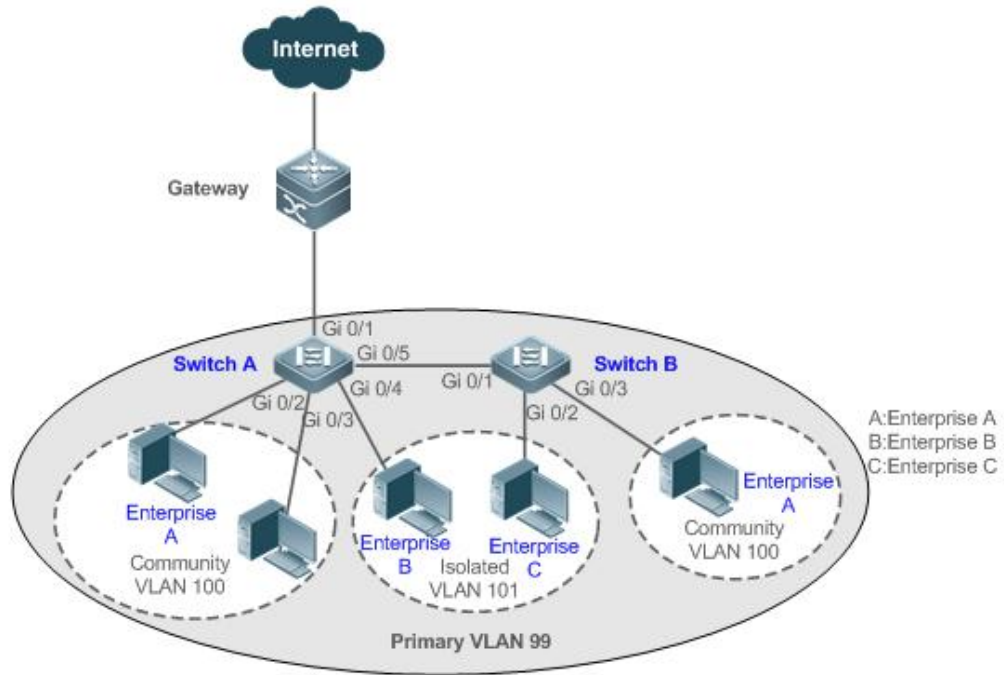 Internet
Gateway
Gi 0/1
Switch A
Gi 0/5
Gi 0/1
Switch B
Gi 0/2
Gi 0/3
Gi 0/4
Gi 0/2
Gi 0/3
A:Enterprise A
B:Enterprise B
C:Enterprise C
Enterprise
A
Community
VLAN 100
Enterprise
B
Enterprise
C
Isolated
VLAN 101
Enterprise
A
Community
VLAN 100
Primary VLAN 99